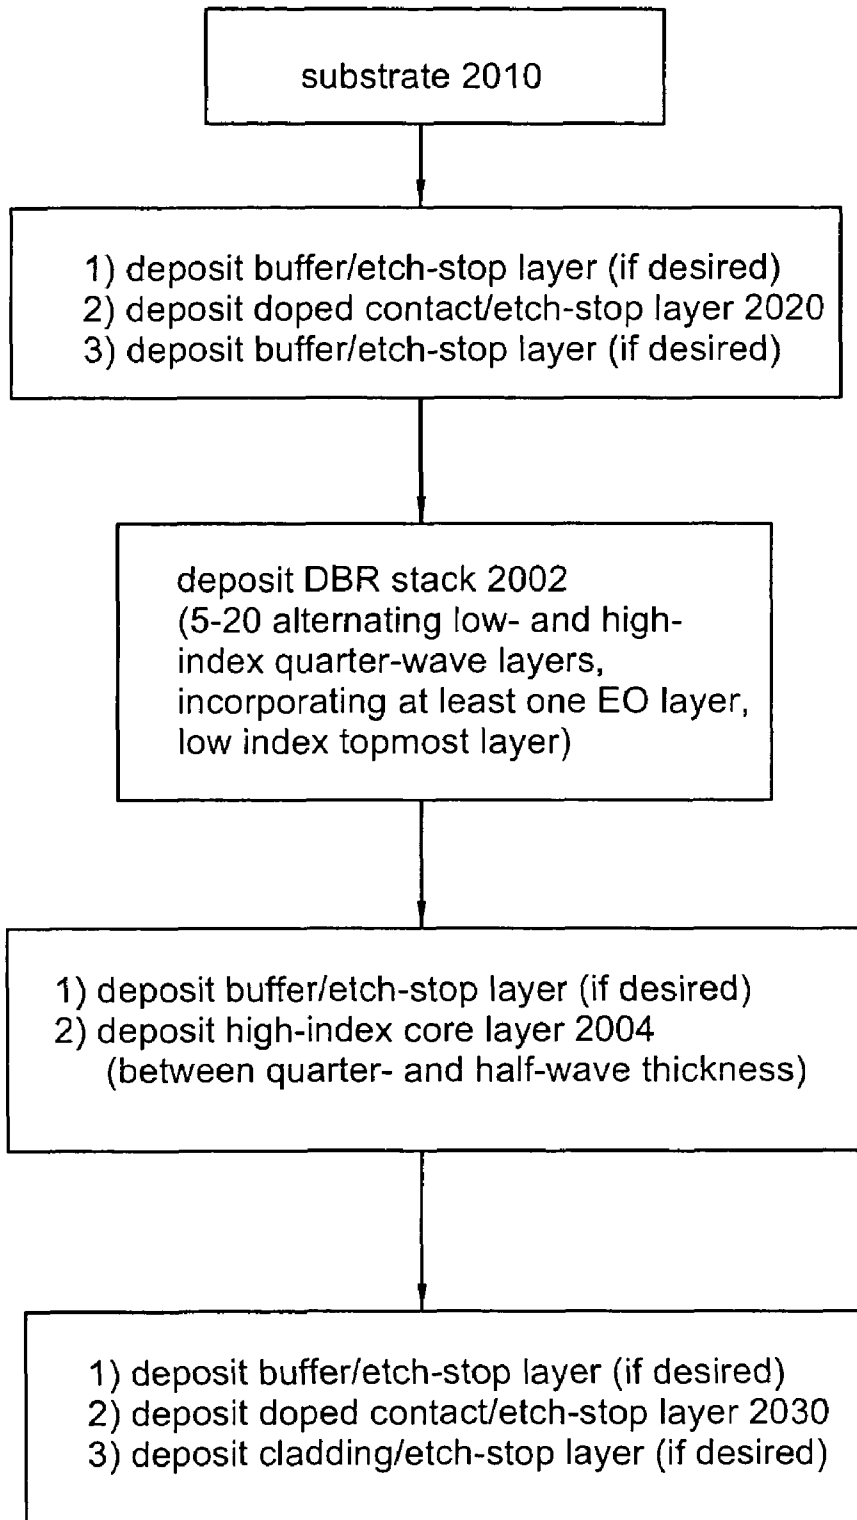 substrate 2010
1) deposit buffer/etch-stop layer (if desired)
2) deposit doped contact/etch-stop layer 2020
3) deposit buffer/etch-stop layer (if desired)
deposit DBR stack 2002
(5-20 alternating low- and high-
index quarter-wave layers,
incorporating at least one EO layer,
low index topmost layer)
1) deposit buffer/etch-stop layer (if desired)
2) deposit high-index core layer 2004
(between quarter- and half-wave thickness)
1) deposit buffer/etch-stop layer (if desired)
2) deposit doped contact/etch-stop layer 2030
3) deposit cladding/etch-stop layer (if desired)